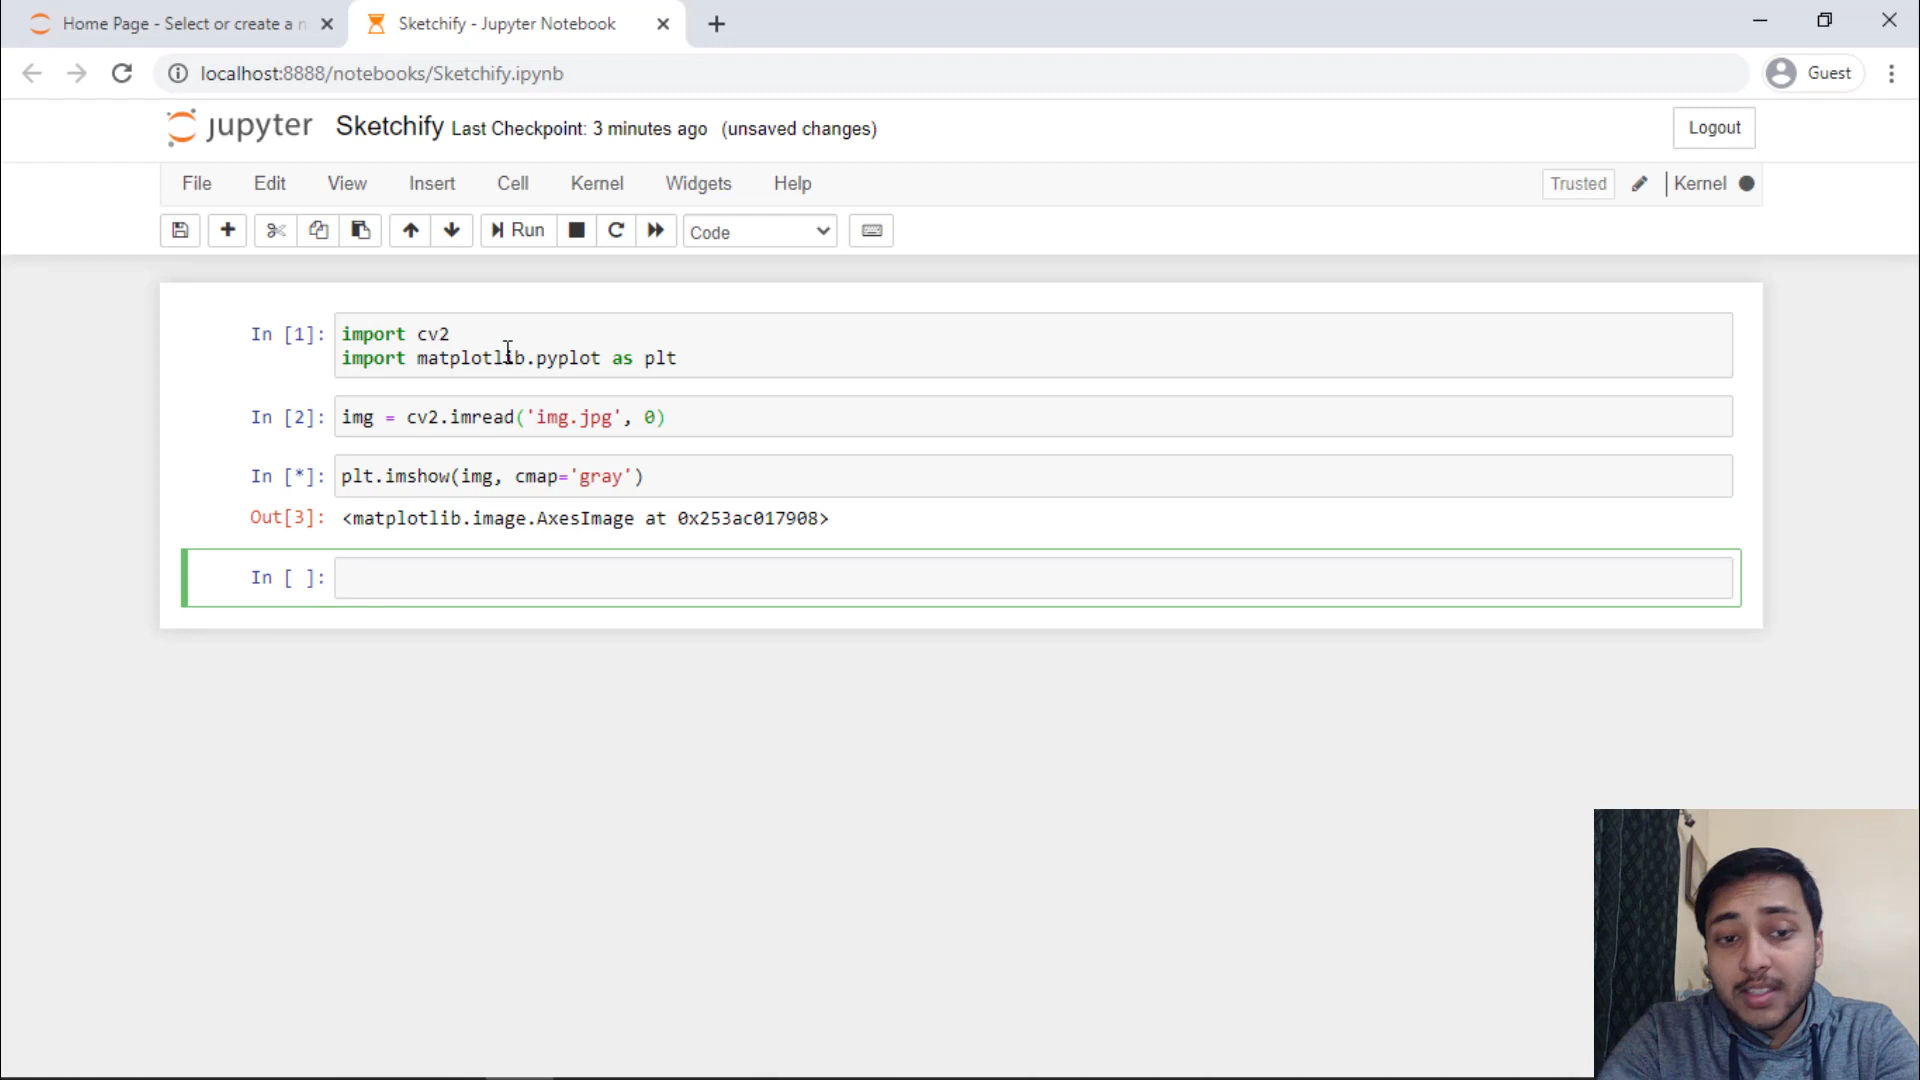 Home Page - Select or create a n
Sketchify - Jupyter Notebook
localhost:8888/notebooks/Sketchify.ipynb
Guest
jupyter Sketchify Last Checkpoint: 3 minutes ago (unsaved changes)
Logout
File Edit View Insert Cell Kernel Widgets Help
Trusted Kernel
Run Code
In [1]: import cv2
import matplotlib.pyplot as plt
In [2]: img = cv2.imread('img.jpg', 0)
In [*]: plt.imshow(img, cmap='gray')
Out[3]: <matplotlib.image.AxesImage at 0x253ac017908>
In [ ]: